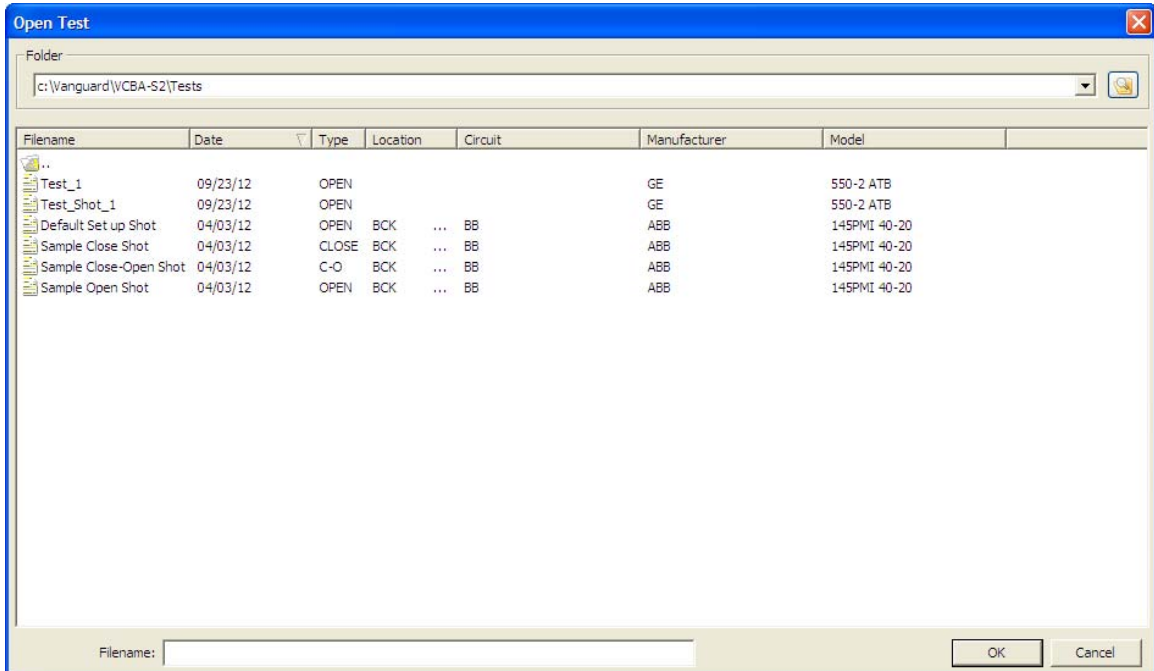 Open Test
Folder
c:\Vanguard\VCBA-S2\Tests
Filename Date Type Location Circuit Manufacturer Model
..
Test_1 09/23/12 OPEN GE 550-2 ATB
Test_Shot_1 09/23/12 OPEN GE 550-2 ATB
Default Set up Shot 04/03/12 OPEN BCK ... BB ABB 145PMI 40-20
Sample Close Shot 04/03/12 CLOSE BCK ... BB ABB 145PMI 40-20
Sample Close-Open Shot 04/03/12 C-O BCK ... BB ABB 145PMI 40-20
Sample Open Shot 04/03/12 OPEN BCK ... BB ABB 145PMI 40-20
Filename: OK Cancel